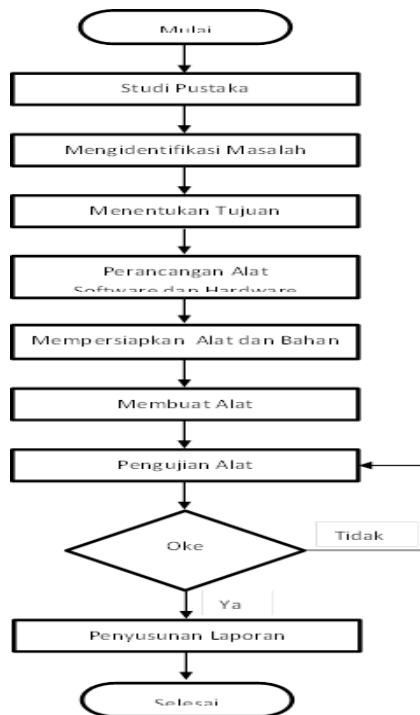 Mulai
Studi Pustaka
Mengidentifikasi Masalah
Menentukan Tujuan
Perancangan Alat
Software dan Hardware
Mempersiapkan Alat dan Bahan
Membuat Alat
Pengujian Alat
Oke
Tidak
Ya
Penyusunan Laporan
Selesai